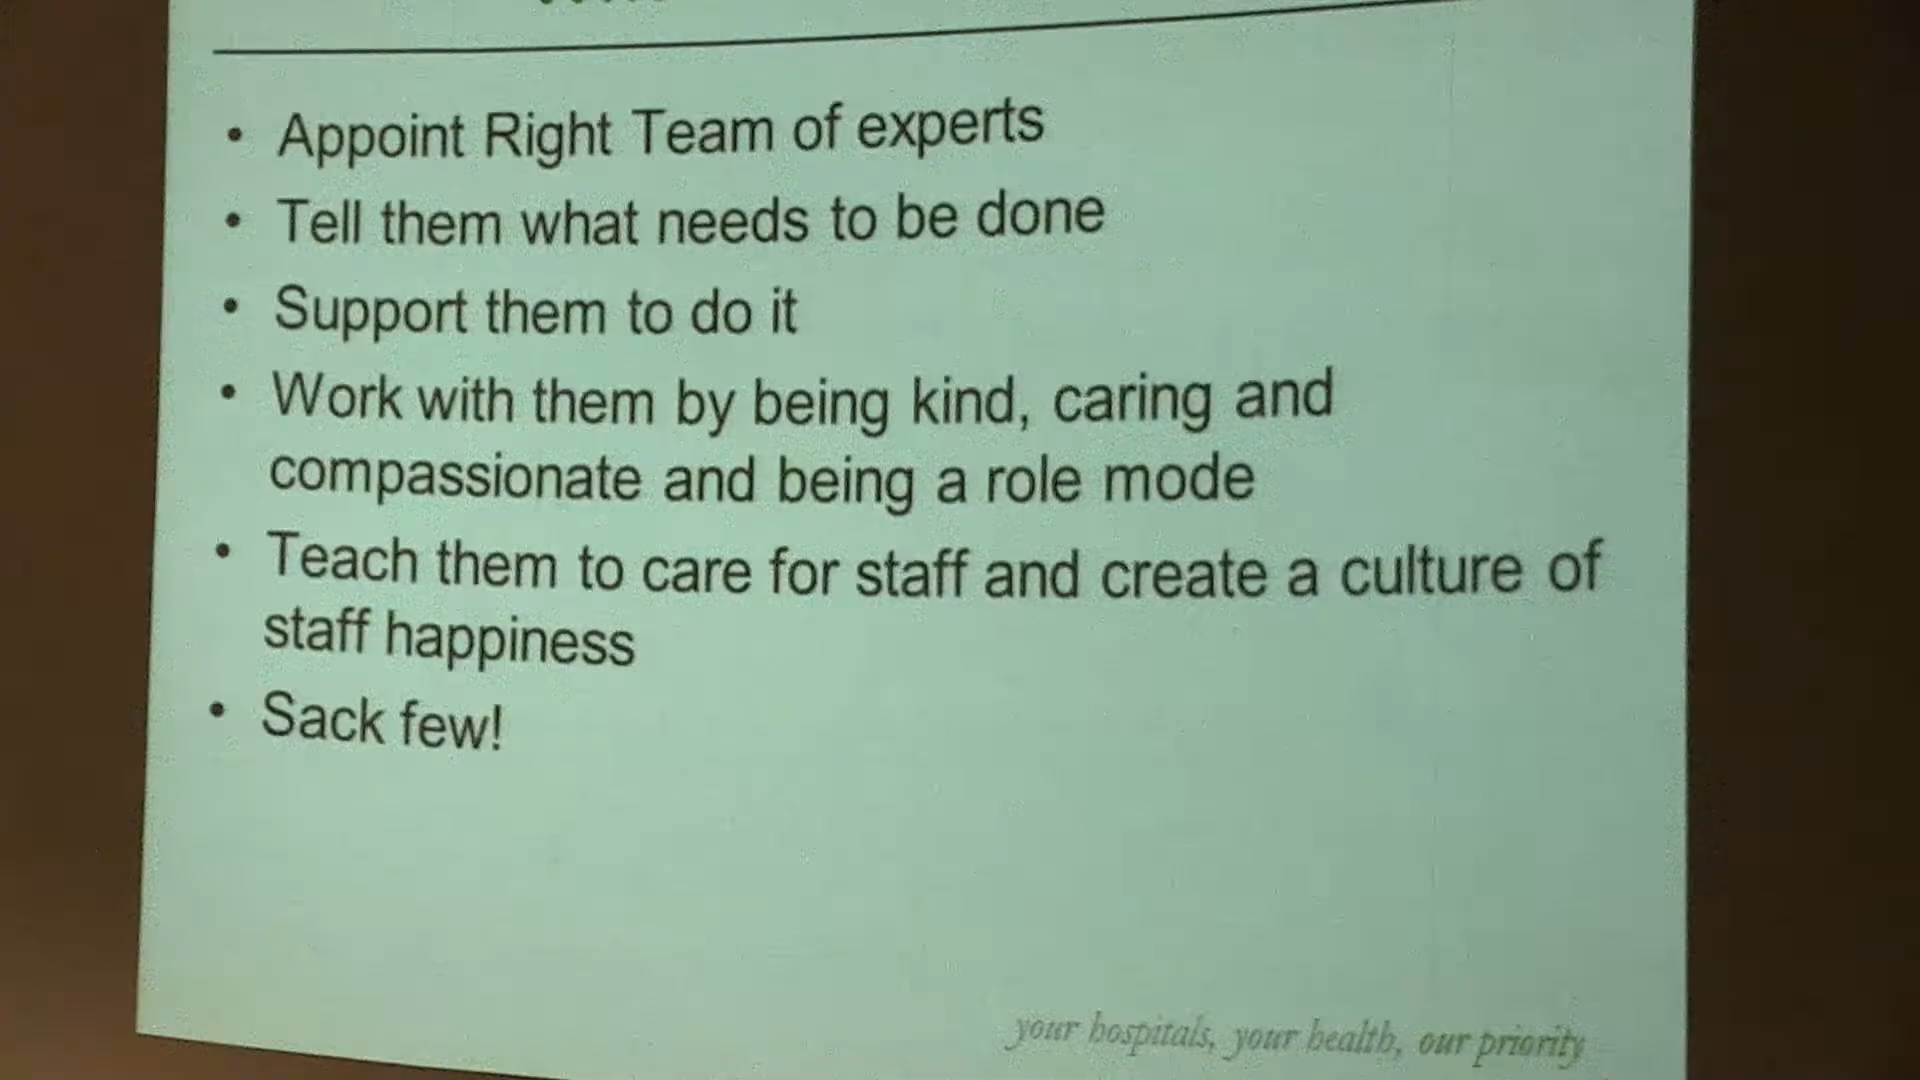 • Appoint Right Team of experts
• Tell them what needs to be done
• Support them to do it
• Work with them by being kind, caring and
compassionate and being a role mode
• Teach them to care for staff and create a culture of
staff happiness
• Sack few!
your hospitals, your health, our priority